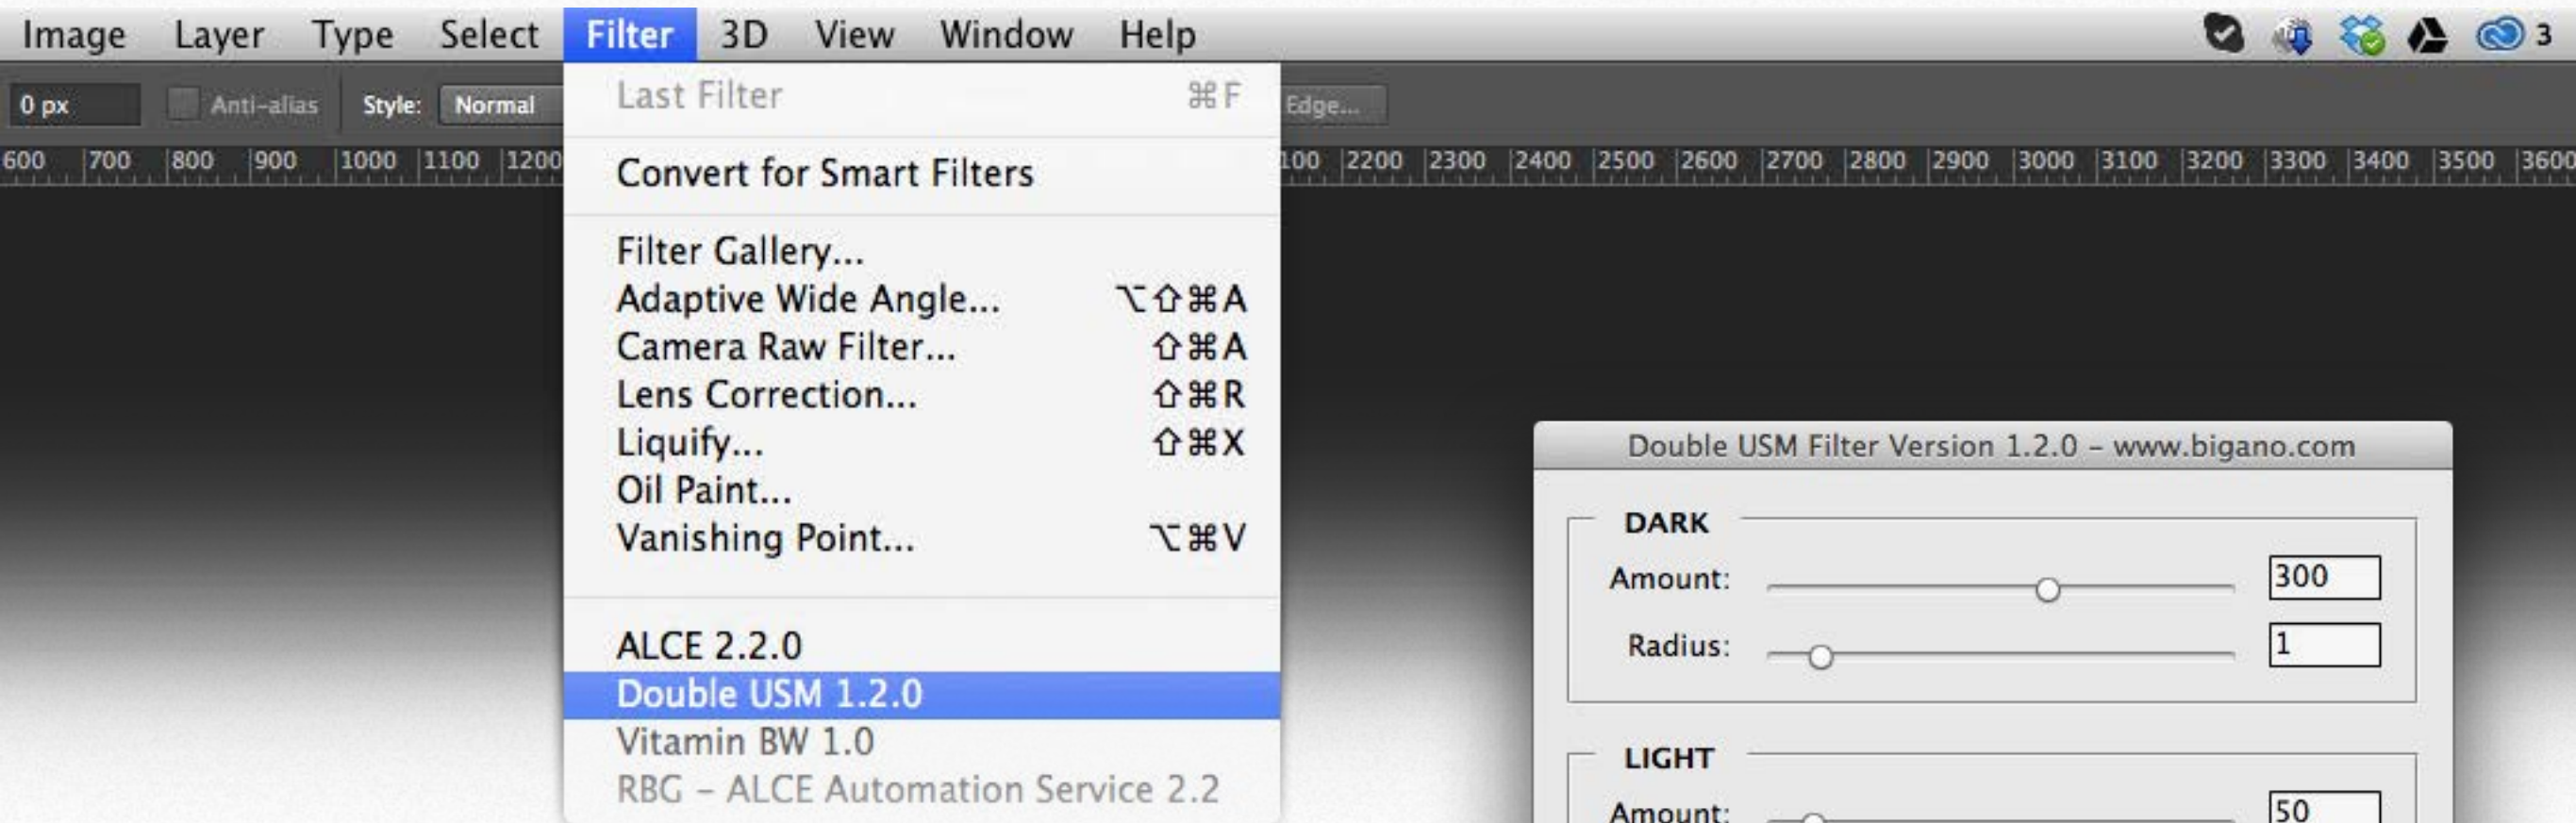 Image Layer Type Select Filter 3D View Window Help 3
0 px Anti-alias Style: Normal Edge...
600 700 800 900 1000 1100 1200 100 2200 2300 2400 2500 2600 2700 2800 2900 3000 3100 3200 3300 3400 3500 3600
Last Filter ⌘F
Convert for Smart Filters
Filter Gallery...
Adaptive Wide Angle... ⌥⇧⌘A
Camera Raw Filter... ⇧⌘A
Lens Correction... ⇧⌘R
Liquify... ⇧⌘X
Oil Paint...
Vanishing Point... ⌥⌘V
ALCE 2.2.0
Double USM 1.2.0
Vitamin BW 1.0
RBG – ALCE Automation Service 2.2
Double USM Filter Version 1.2.0 – www.bigano.com
DARK
Amount: 300
Radius: 1
LIGHT
Amount: 50